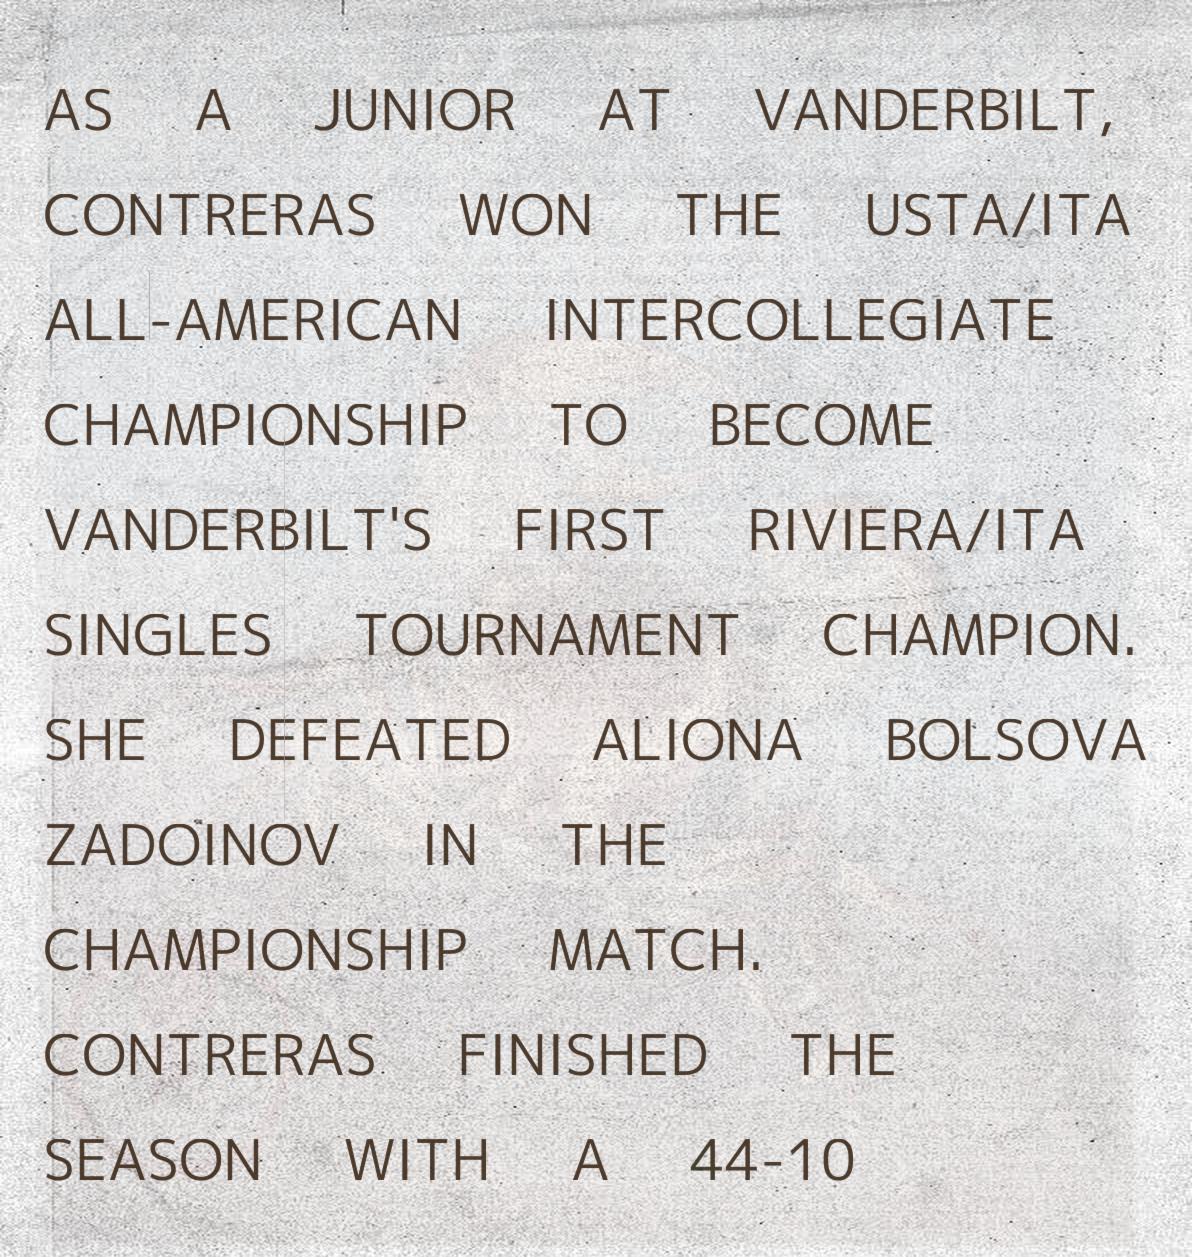 AS A JUNIOR AT VANDERBILT,
CONTRERAS WON THE USTA/ITA
ALL-AMERICAN INTERCOLLEGIATE
CHAMPIONSHIP TO BECOME
VANDERBILT'S FIRST RIVIERA/ITA
SINGLES TOURNAMENT CHAMPION.
SHE DEFEATED ALIONA BOLSOVA
ZADOINOV IN THE
CHAMPIONSHIP MATCH.
CONTRERAS FINISHED THE
SEASON WITH A 44-10